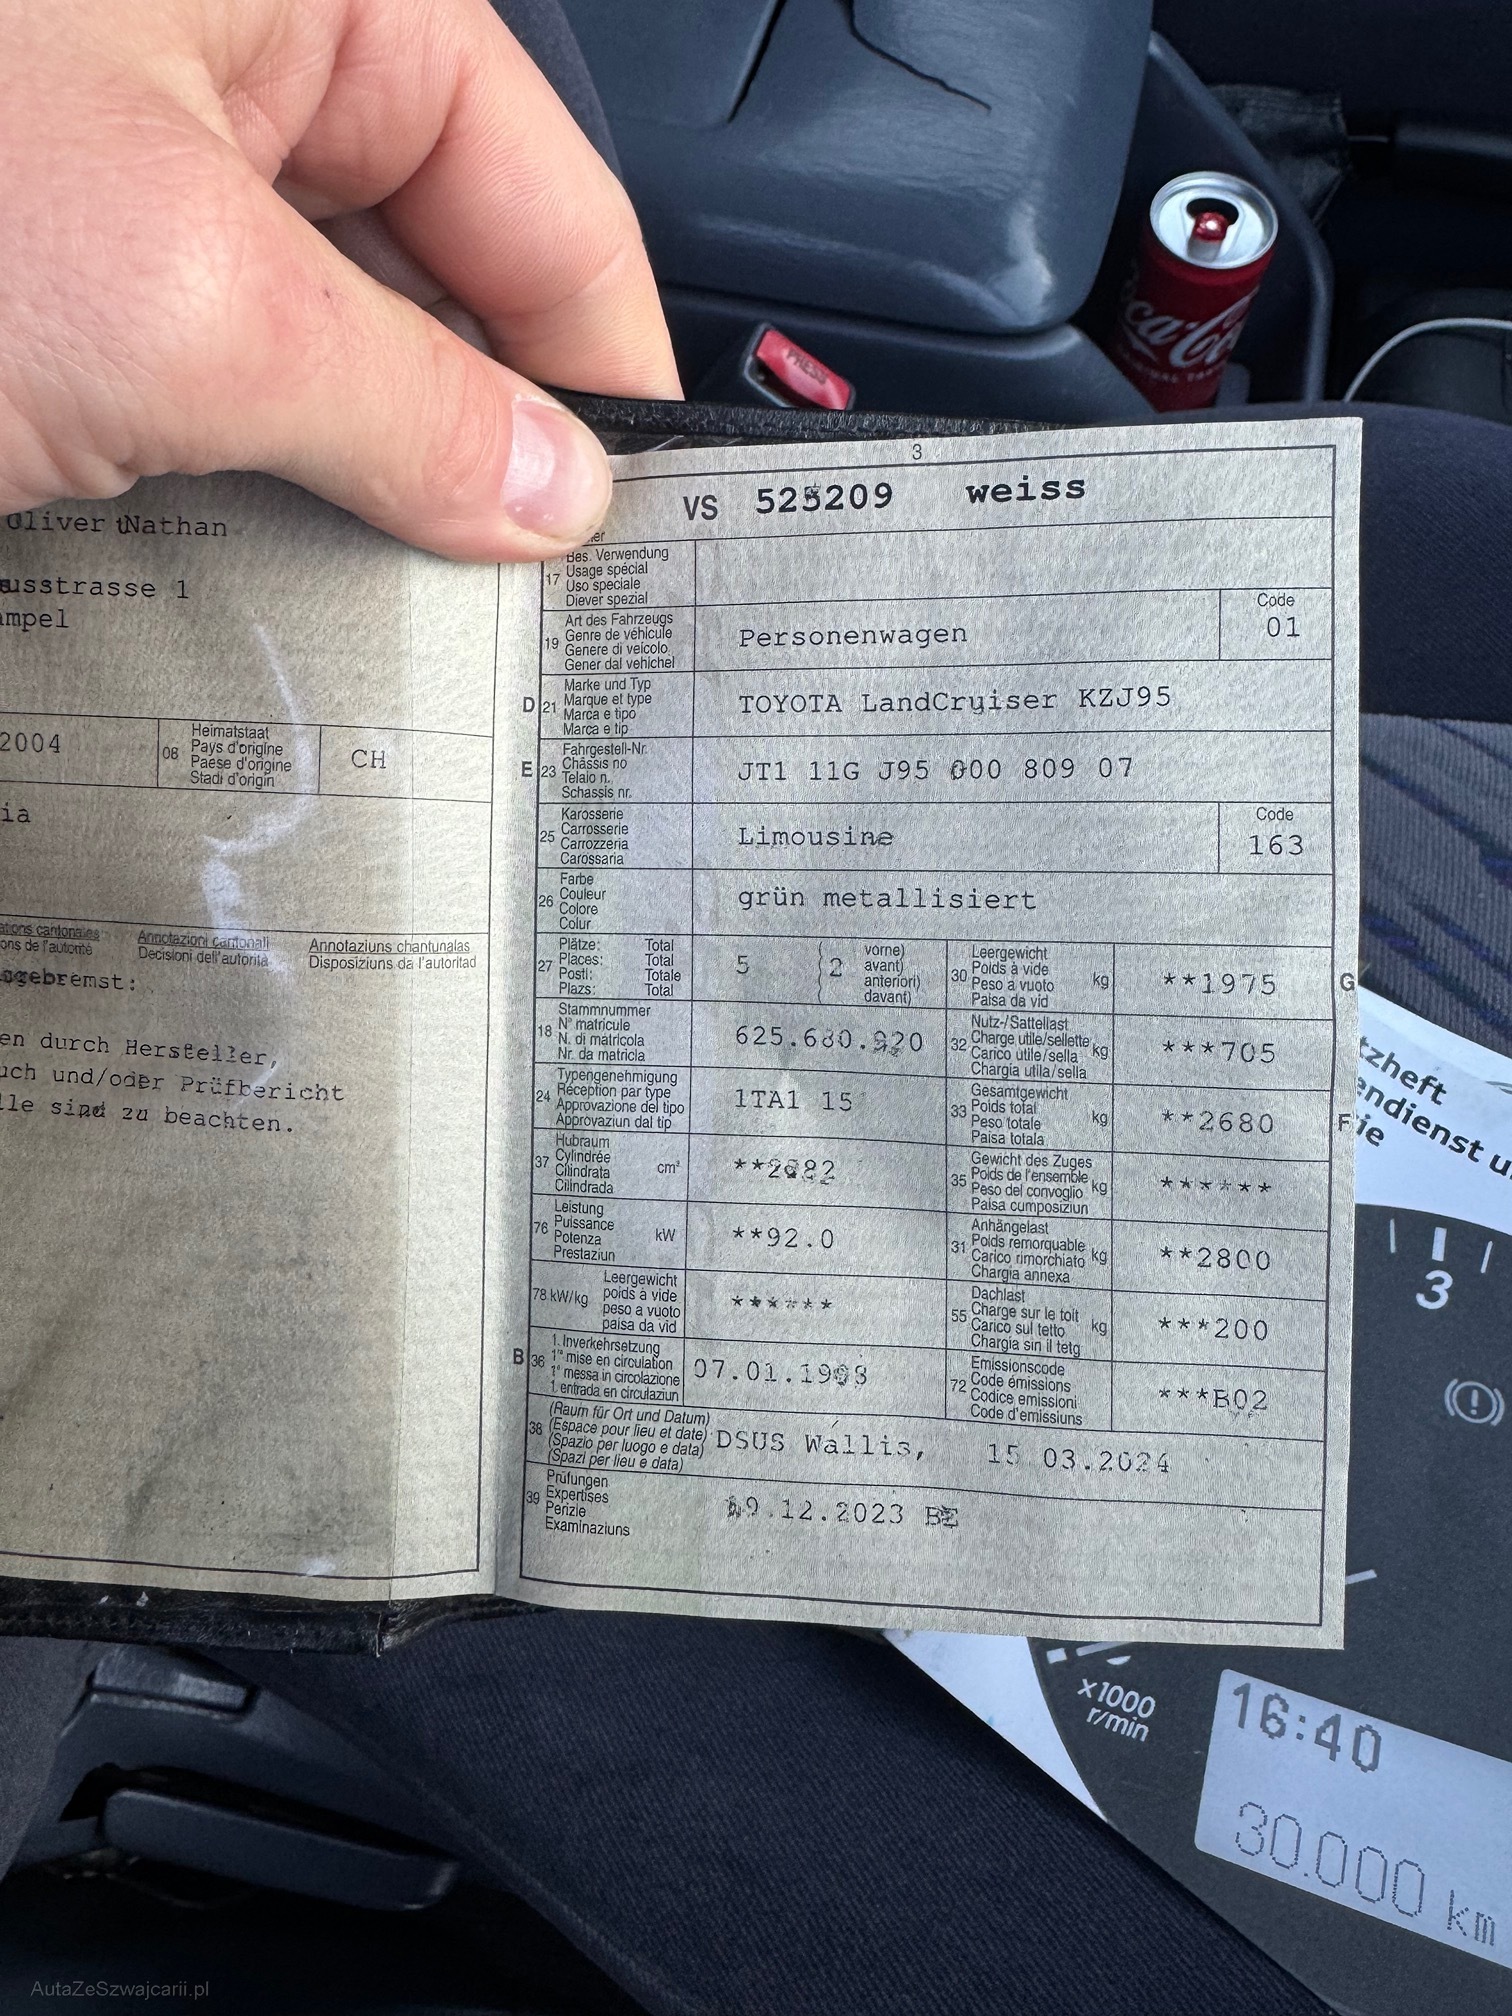 PRESS
Coca-Cola
3
VS 525209 weiss
Oliver Nathan
usstrasse 1
mpel
2004
08
Heimatstaat
Pays d'origine
Paese d'origine
Stadi d'origin
CH
ia
Annotazioni cantonali
Decisioni dell'autorità
Annotaziuns chantunalas
Disposiziuns da l'autoritad
gebremst:
en durch Hersteller,
uch und/oder Prüfbericht
lle sind zu beachten.
17
Bes. Verwendung
Usage spécial
Uso speciale
Diever spezial
19
Art des Fahrzeugs
Genre de véhicule
Genere di veicolo
Gener dal vehichel
Personenwagen
Code
01
D 21
Marke und Typ
Marque et type
Marca e tipo
Marca e tip
TOYOTA LandCruiser KZJ95
E 23
Fahrgestell-Nr.
Châssis no
Telaio n.
Schassis nr.
JT1 11G J95 000 809 07
25
Karosserie
Carrosserie
Carrozzeria
Carossaria
Limousine
Code
163
26
Farbe
Couleur
Colore
Colur
grün metallisiert
27
Plätze: Total
Places: Total
Posti: Totale
Plazs: Total
5
2
vorne)
avant)
anteriori)
davant)
30
Leergewicht
Poids à vide
Peso a vuoto
Paisa da vid
kg
**1975
G
18
Stammnummer
N° matricule
N. di matricola
Nr. da matricla
625.680.920
32
Nutz-/Sattellast
Charge utile/sellette
Carico utile/sella
Chargia utila/sella
kg
***705
24
Typengenehmigung
Réception par type
Approvazione del tipo
Approvaziun dal tip
1TA1 15
33
Gesamtgewicht
Poids total
Peso totale
Paisa totala
kg
**2680
F
37
Hubraum
Cylindrée
Cilindrata
Cilindrada
cm³
**2982
35
Gewicht des Zuges
Poids de l'ensemble
Peso del convoglio
Paisa cumposiziun
kg
******
76
Leistung
Puissance
Potenza
Prestaziun
kW
**92.0
31
Anhängelast
Poids remorquable
Carico rimorchiato
Chargia annexa
kg
**2800
78 kW/kg
Leergewicht
poids à vide
peso a vuoto
paisa da vid
******
55
Dachlast
Charge sur le toit
Carico sul tetto
Chargia sin il tetg
kg
***200
B 36
1. Inverkehrsetzung
1re mise en circulation
1a messa in circolazione
1. entrada en circulaziun
07.01.1998
72
Emissionscode
Code émissions
Codice emissioni
Code d'emissiuns
***B02
38
(Raum für Ort und Datum)
(Espace pour lieu et date)
(Spazio per luogo e data)
(Spazi per lieu e data)
DSUS Wallis, 15 03.2024
39
Prüfungen
Expertises
Perizie
Examinaziuns
19.12.2023 BE
tzheft
endienst u
ie
3
x1000
r/min
16:40
30.000 km
AutaZeSzwajcarii.pl